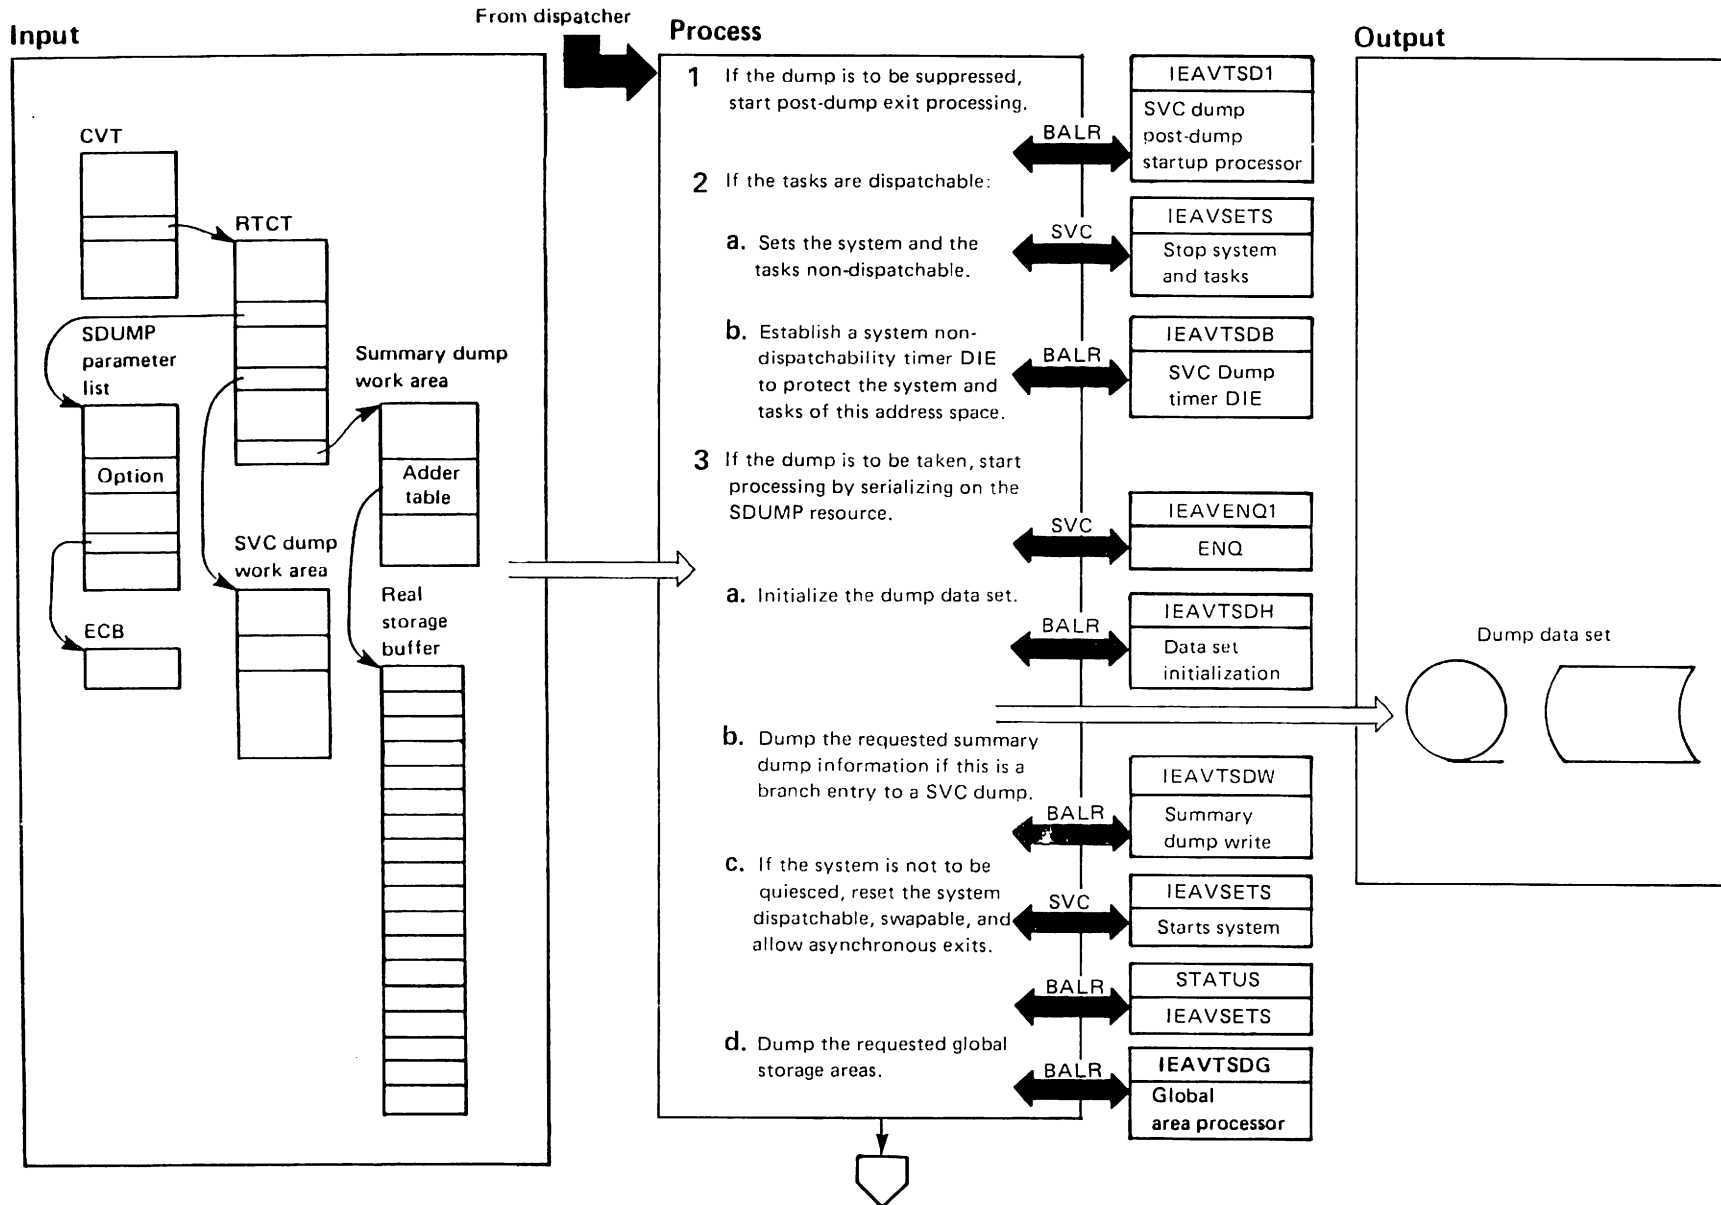 From dispatcher
Input
CVT
RTCT
SDUMP
parameter
list
Summary dump
work area
Option
Adder
table
SVC dump
work area
Real
storage
buffer
ECB
Process
1 If the dump is to be suppressed,
start post-dump exit processing.
BALR
IEAVTSD1
SVC dump
post-dump
startup processor
2 If the tasks are dispatchable:
a. Sets the system and the
tasks non-dispatchable.
SVC
IEAVSETS
Stop system
and tasks
b. Establish a system non-
dispatchability timer DIE
to protect the system and
tasks of this address space.
BALR
IEAVTSDB
SVC Dump
timer DIE
3 If the dump is to be taken, start
processing by serializing on the
SDUMP resource.
SVC
IEAVENQ1
ENQ
a. Initialize the dump data set.
BALR
IEAVTSDH
Data set
initialization
b. Dump the requested summary
dump information if this is a
branch entry to a SVC dump.
BALR
IEAVTSDW
Summary
dump write
c. If the system is not to be
quiesced, reset the system
dispatchable, swapable, and
allow asynchronous exits.
SVC
IEAVSETS
Starts system
BALR
STATUS
IEAVSETS
d. Dump the requested global
storage areas.
BALR
IEAVTSDG
Global
area processor
Output
Dump data set